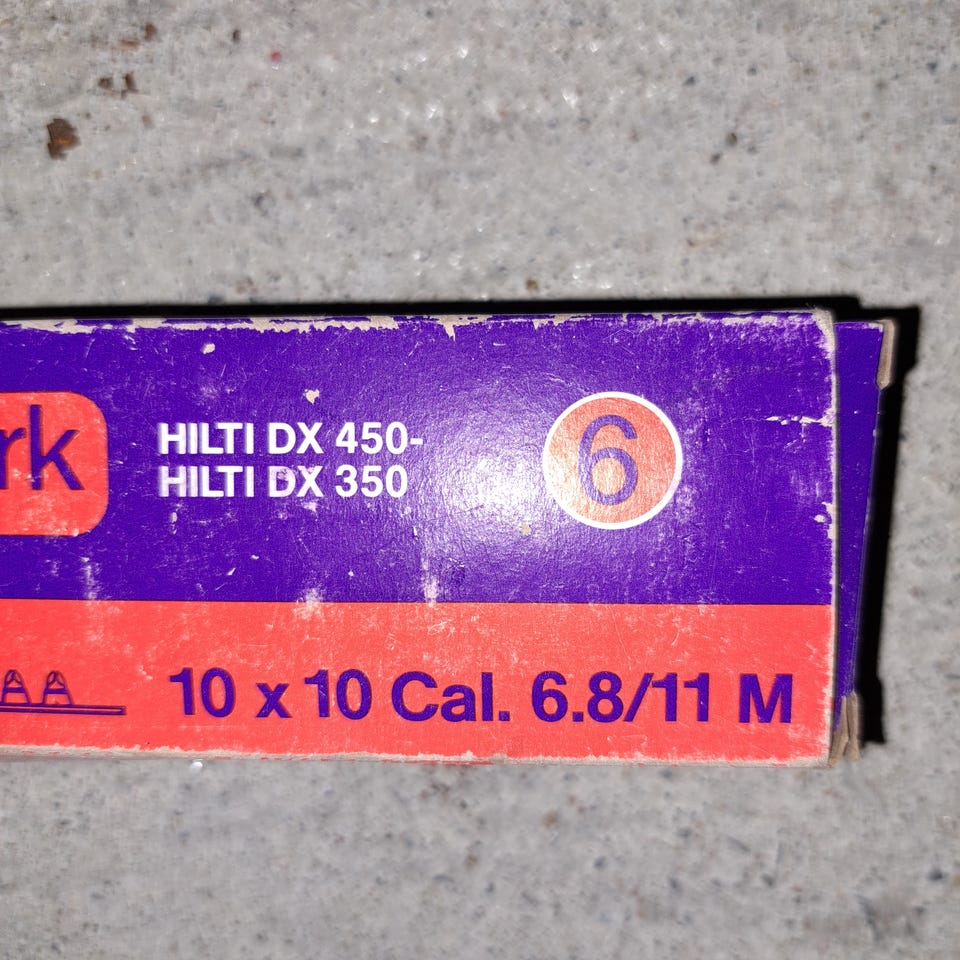 rk
HILTI DX 450-
HILTI DX 350
6
10 x 10 Cal. 6.8/11 M